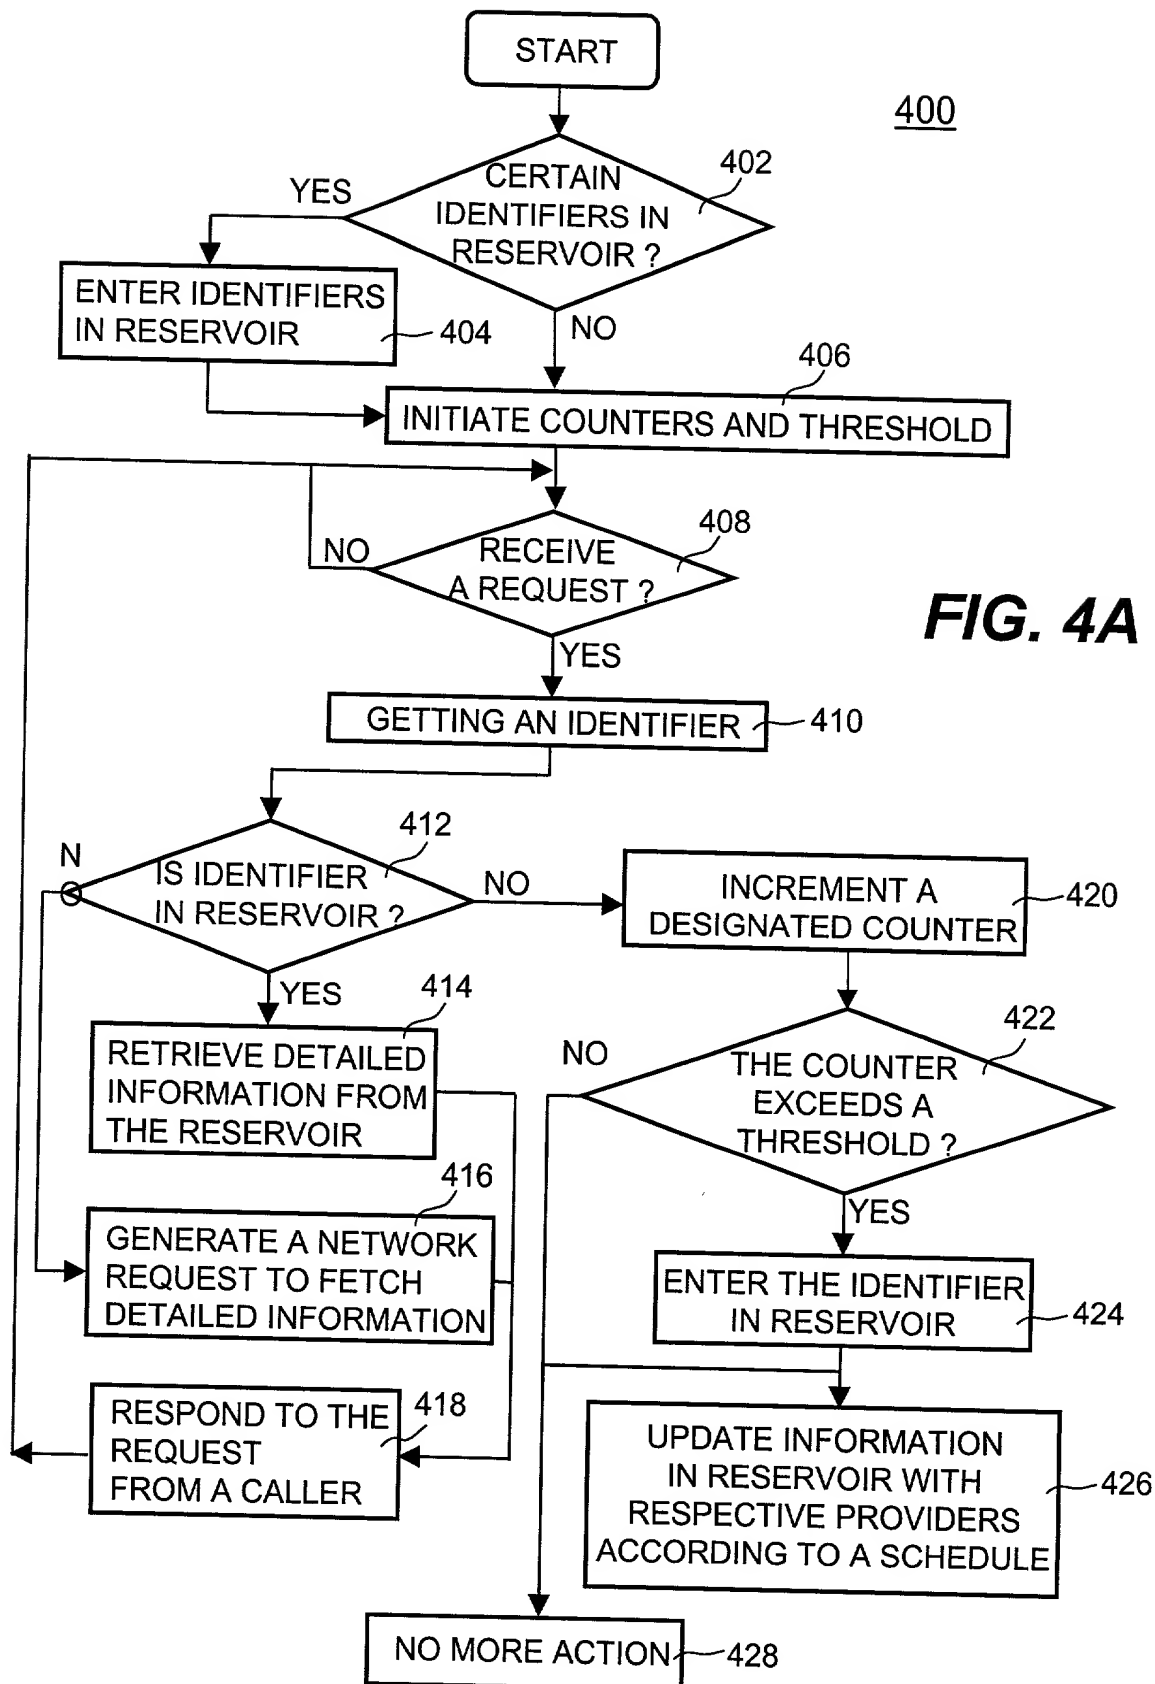 START
400
402
CERTAIN
IDENTIFIERS IN
RESERVOIR ?
YES
ENTER IDENTIFIERS
IN RESERVOIR
404
NO
406
INITIATE COUNTERS AND THRESHOLD
408
NO
RECEIVE
A REQUEST ?
FIG. 4A
YES
GETTING AN IDENTIFIER
410
412
N
IS IDENTIFIER
IN RESERVOIR ?
NO
INCREMENT A
DESIGNATED COUNTER
420
YES
414
RETRIEVE DETAILED
INFORMATION FROM
THE RESERVOIR
422
NO
THE COUNTER
EXCEEDS A
THRESHOLD ?
416
GENERATE A NETWORK
REQUEST TO FETCH
DETAILED INFORMATION
YES
ENTER THE IDENTIFIER
IN RESERVOIR
424
RESPOND TO THE
REQUEST
FROM A CALLER
418
UPDATE INFORMATION
IN RESERVOIR WITH
RESPECTIVE PROVIDERS
ACCORDING TO A SCHEDULE
426
NO MORE ACTION
428